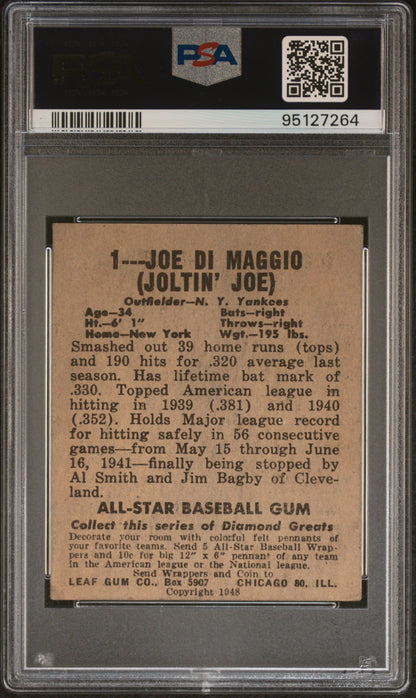 PSA
95127264
1---JOE DI MAGGIO
(JOLTIN' JOE)
Outfielder—N. Y. Yankees
Age—34 Bats—right
Ht.—6' 1" Throws—right
Home—New York Wgt.—195 lbs.
Smashed out 39 home runs (tops)
and 190 hits for .320 average last
season. Has lifetime bat mark of
.330. Topped American league in
hitting in 1939 (.381) and 1940
(.352). Holds Major league record
for hitting safely in 56 consecutive
games—from May 15 through June
16, 1941—finally being stopped by
Al Smith and Jim Bagby of Cleve-
land.
ALL-STAR BASEBALL GUM
Collect this series of Diamond Greats
Decorate your room with colorful felt pennants of
your favorite teams. Send 5 All-Star Baseball Wrap-
pers and 10c for big 12" x 6" pennant of any team
in the American league or the National league.
Send Wrappers and Coin to
LEAF GUM CO., Box 5907 CHICAGO 80, ILL.
Copyright 1948